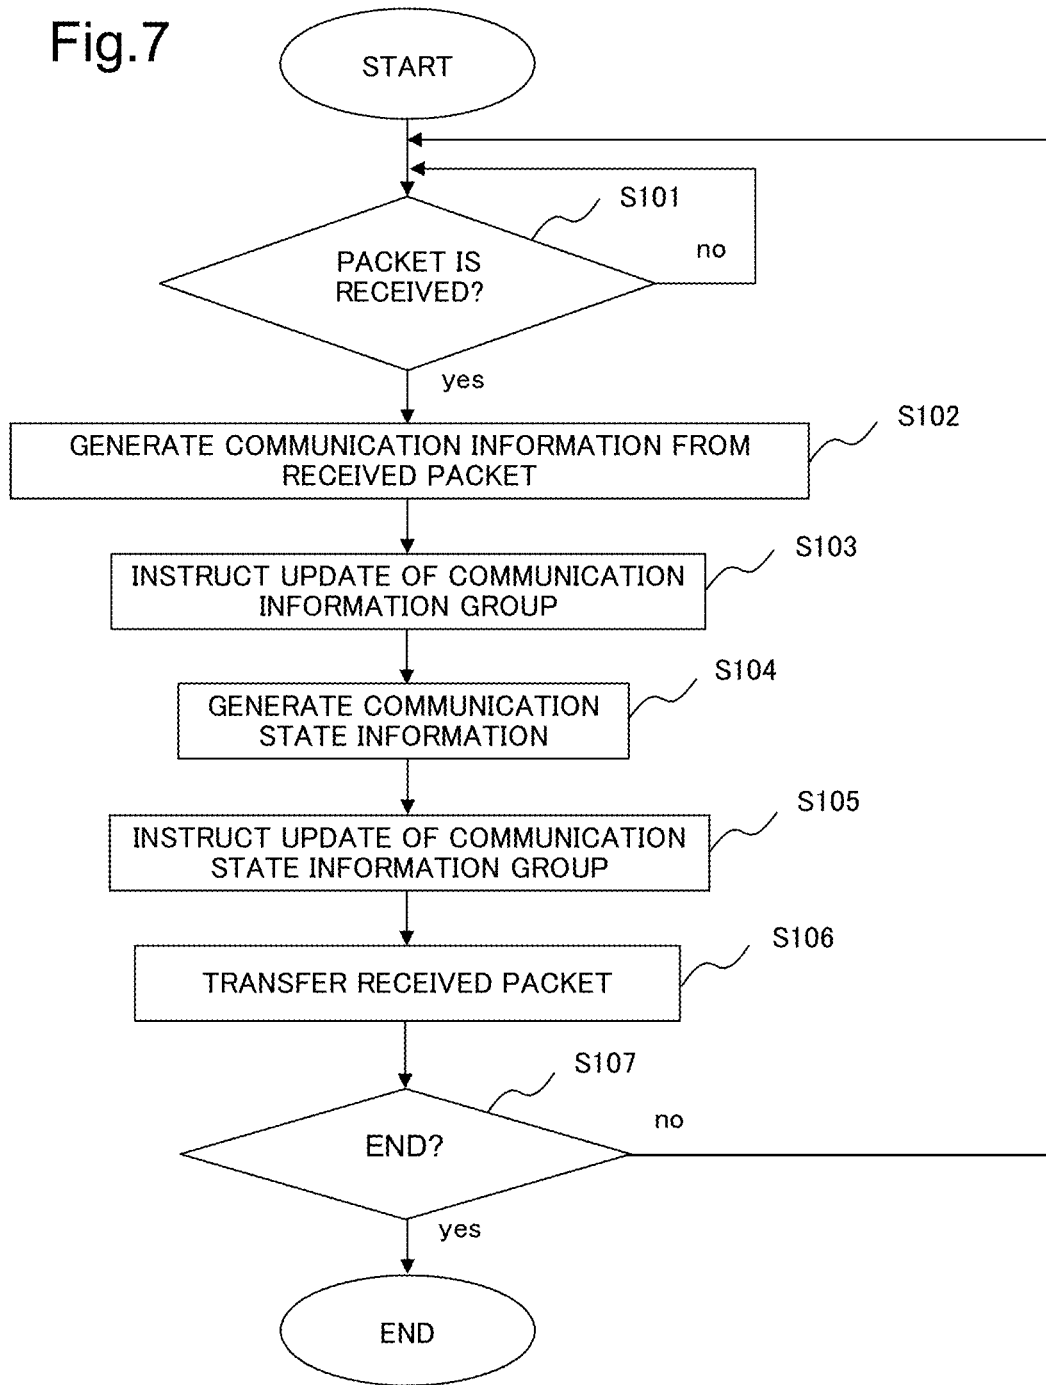 Fig.7
START
S101
PACKET IS
RECEIVED?
no
yes
S102
GENERATE COMMUNICATION INFORMATION FROM
RECEIVED PACKET
S103
INSTRUCT UPDATE OF COMMUNICATION
INFORMATION GROUP
S104
GENERATE COMMUNICATION
STATE INFORMATION
S105
INSTRUCT UPDATE OF COMMUNICATION
STATE INFORMATION GROUP
S106
TRANSFER RECEIVED PACKET
S107
END?
no
yes
END